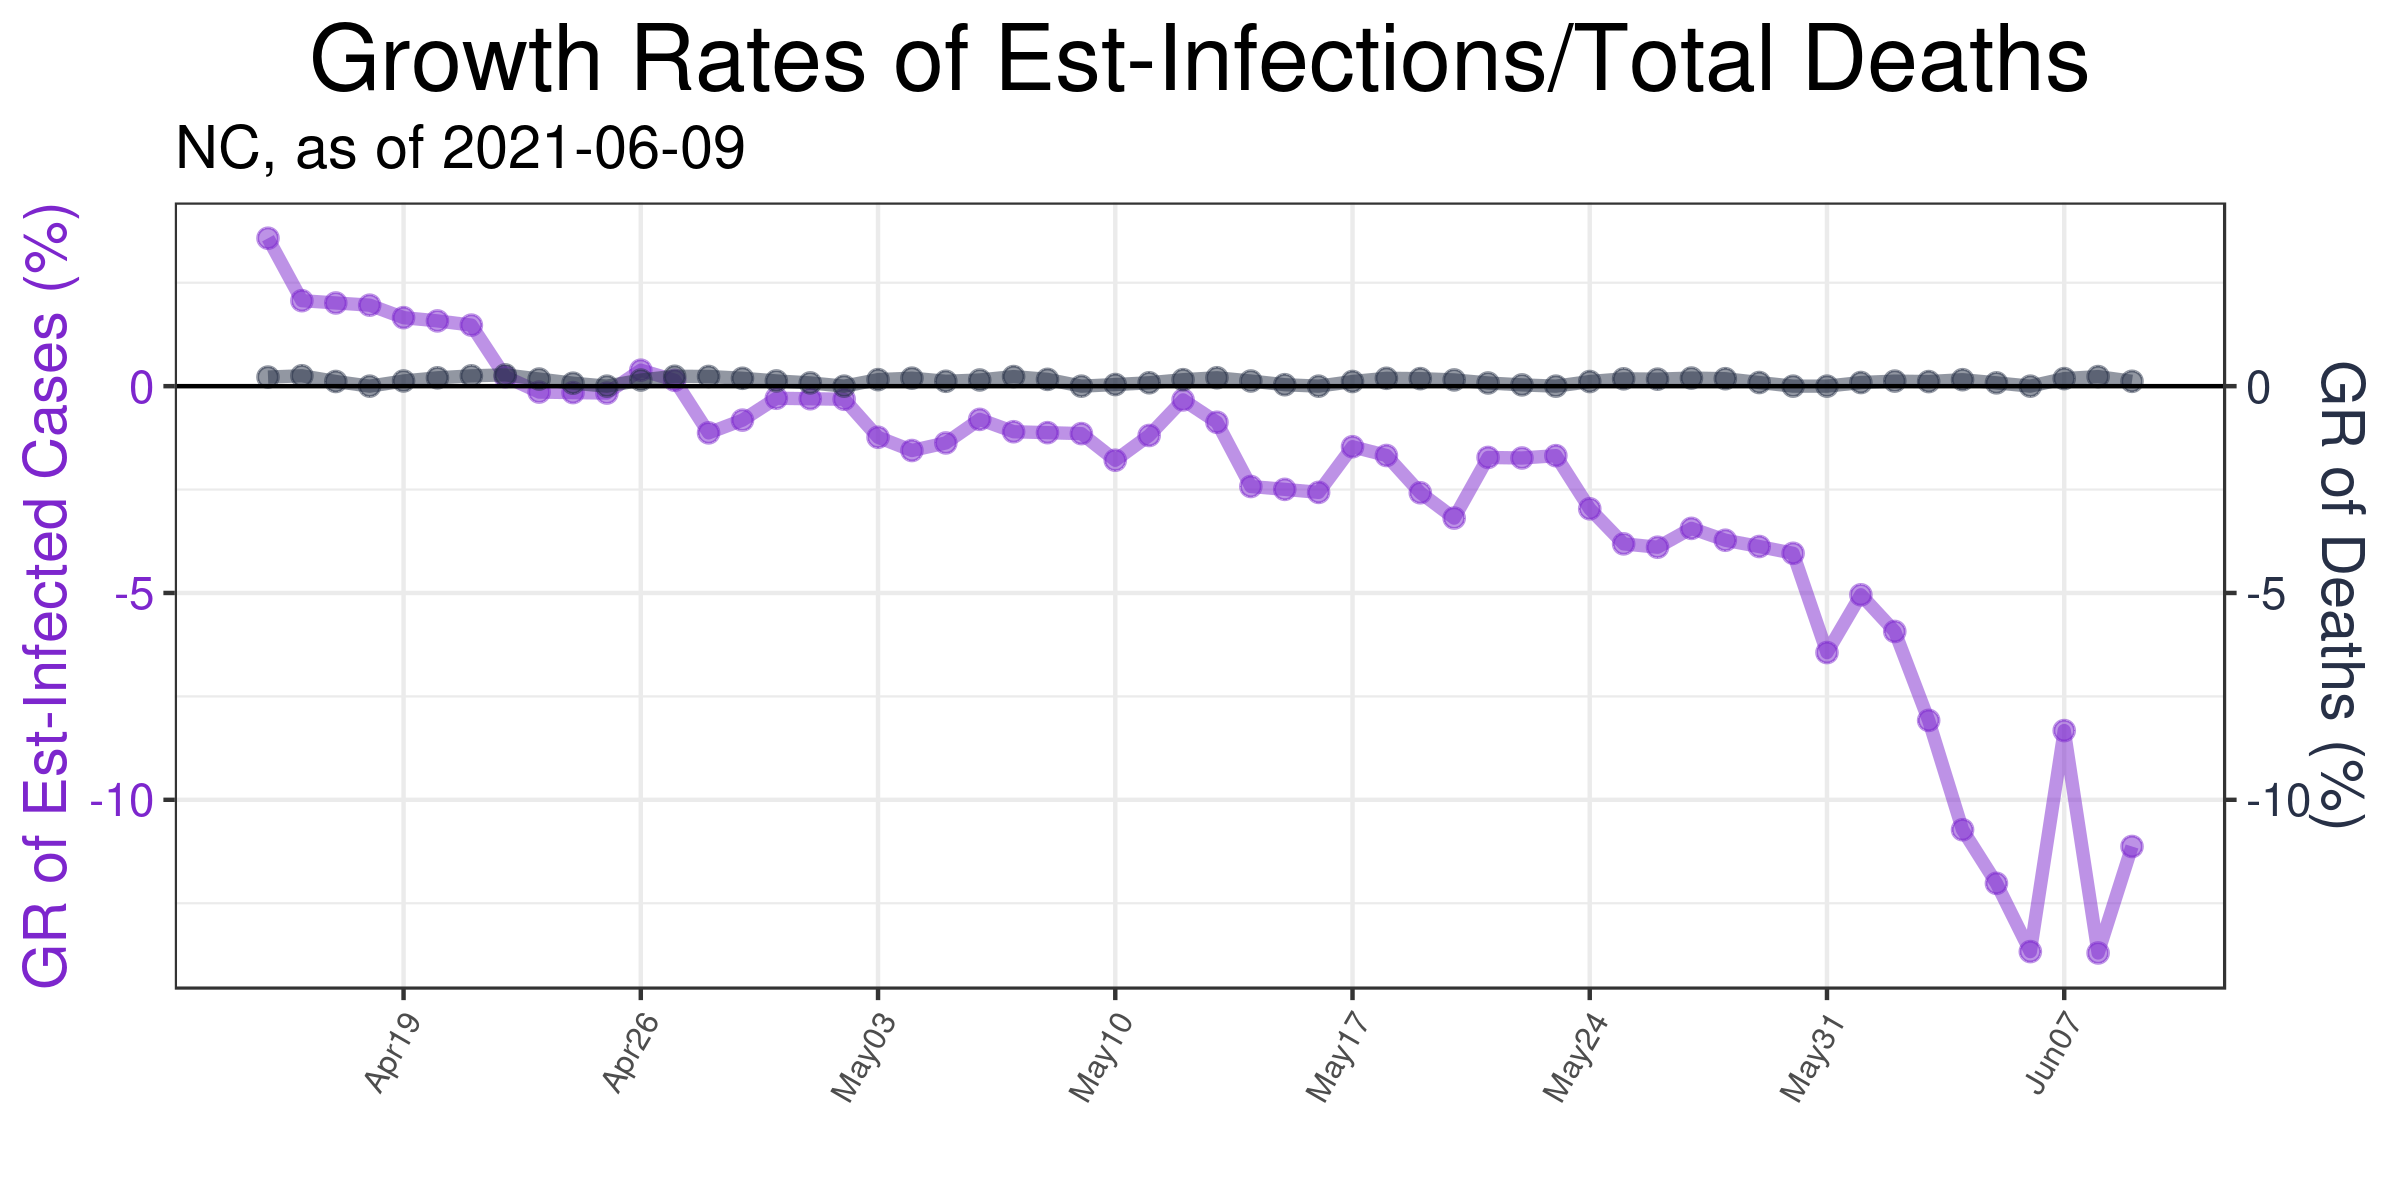 Growth Rates of Est-Infections/Total Deaths
NC, as of 2021-06-09
GR of Est-Infected Cases (%)
0
-5
-10
0
-5
-10
GR of Deaths (%)
Apr19
Apr26
May03
May10
May17
May24
May31
Jun07